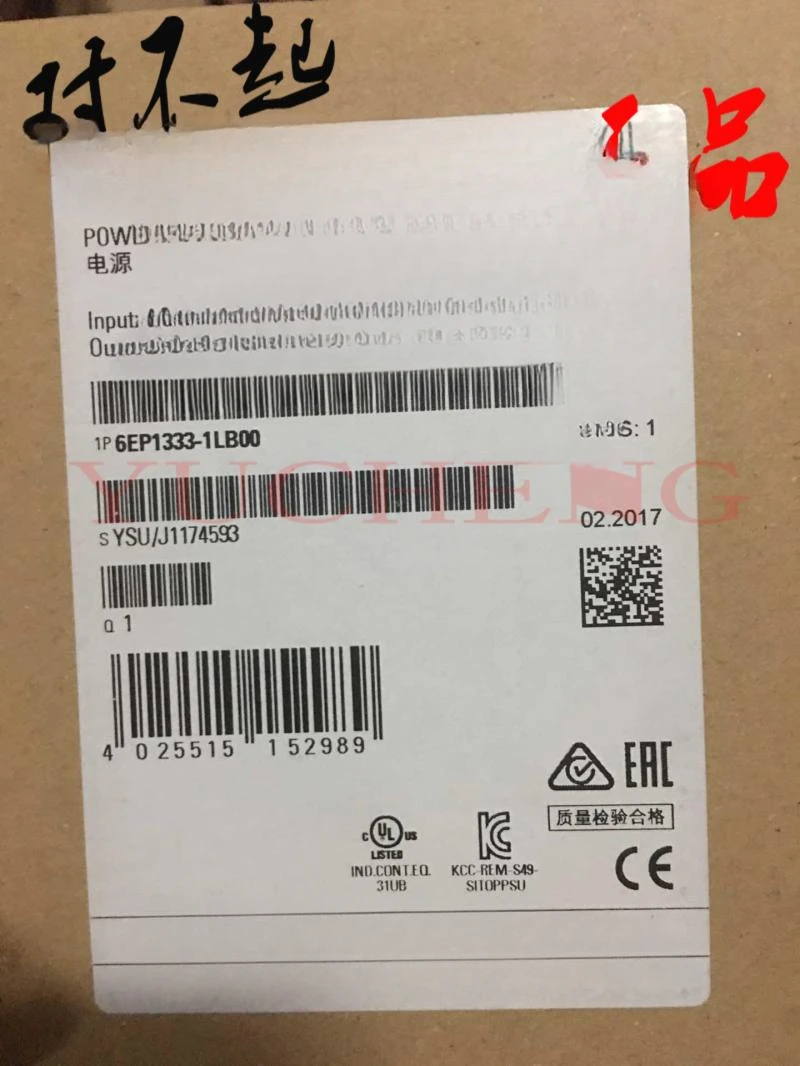 对不起
品
电源
Input:
1P 6EP1333-1LB00
: 1
YUCHENG
S YSU/J1174593
02.2017
Q 1
4 025515 152989
EAC
质量检验合格
C UL US
LISTED
IND.CONT.EQ.
31UB
KCC-REM-S49-
SITOPPSU
CE